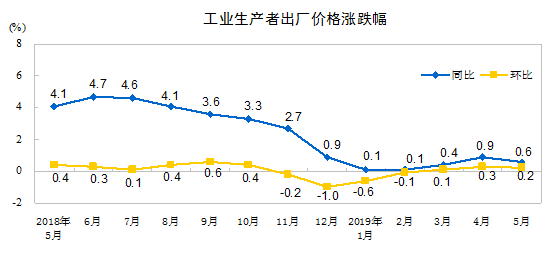 工业生产者出厂价格涨跌幅
(%)
8
6
4
2
0
-2
同比 环比
4.1 4.7 4.6 4.1 3.6 3.3 2.7 0.9 0.1 0.1 0.4 0.9 0.6
0.4 0.3 0.1 0.4 0.6 0.4 -0.2 -1.0 -0.6 -0.1 0.1 0.3 0.2
2018年 6月 7月 8月 9月 10月 11月 12月 2019年 2月 3月 4月 5月
5月 1月